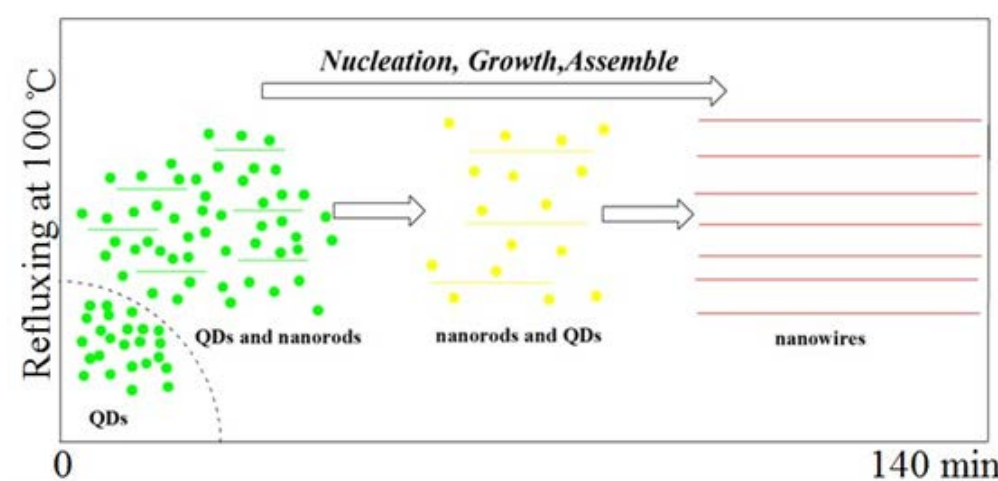 Nucleation, Growth,Assemble
Refluxing at 100 °C
QDs and nanorods
nanorods and QDs
nanowires
QDs
0
140 min